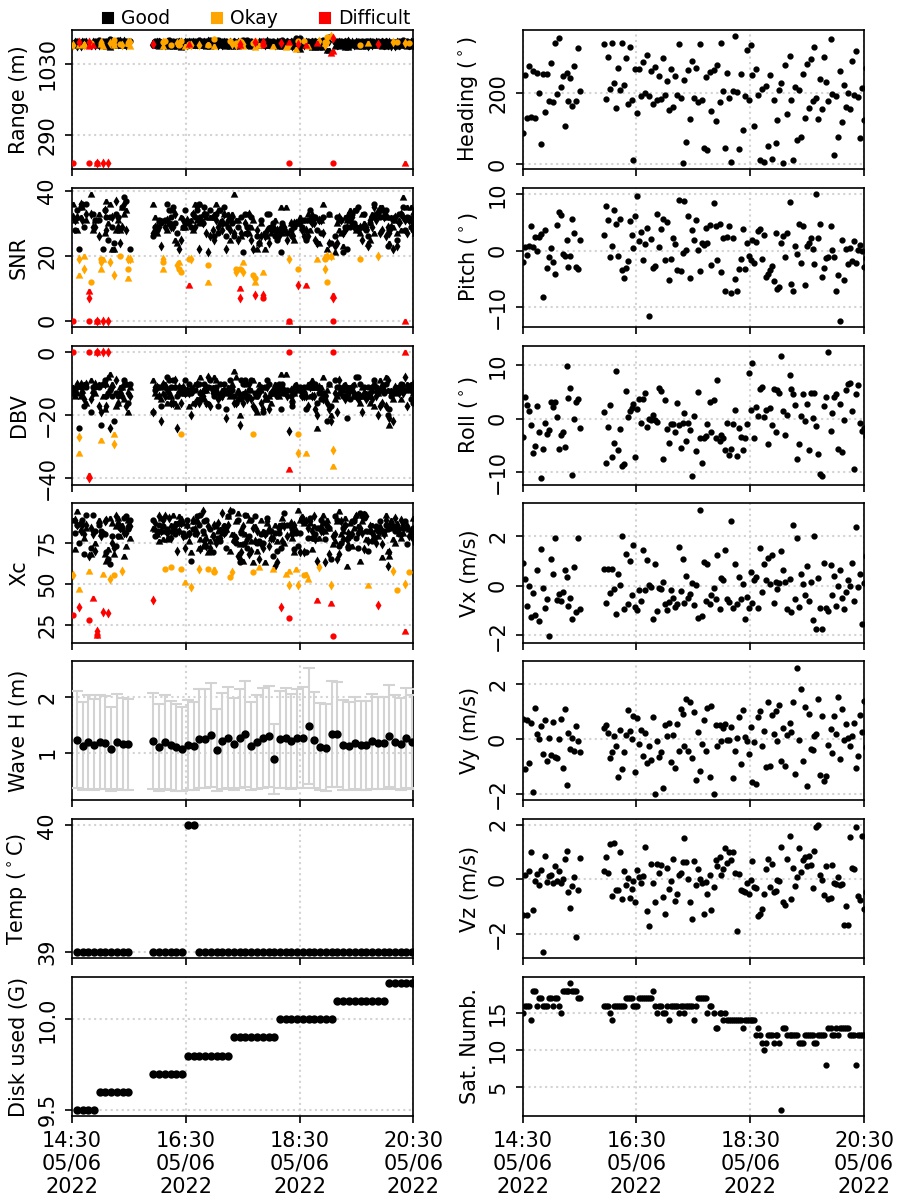 Good Okay Difficult
Range (m)
1030
290
Heading (°)
200
0
SNR
40
20
0
Pitch (°)
10
0
−10
DBV
0
−20
−40
Roll (°)
10
0
−10
Xc
75
50
25
Vx (m/s)
2
0
−2
Wave H (m)
2
1
Vy (m/s)
2
0
−2
Temp (°C)
40
39
Vz (m/s)
2
0
−2
Disk used (G)
10.0
9.5
Sat. Numb.
15
10
5
14:30 16:30 18:30 20:30
05/06 05/06 05/06 05/06
2022 2022 2022 2022
14:30 16:30 18:30 20:30
05/06 05/06 05/06 05/06
2022 2022 2022 2022